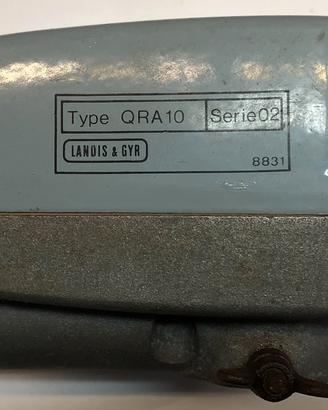 Type QRA10 Serie02
LANDIS & GYR
8831